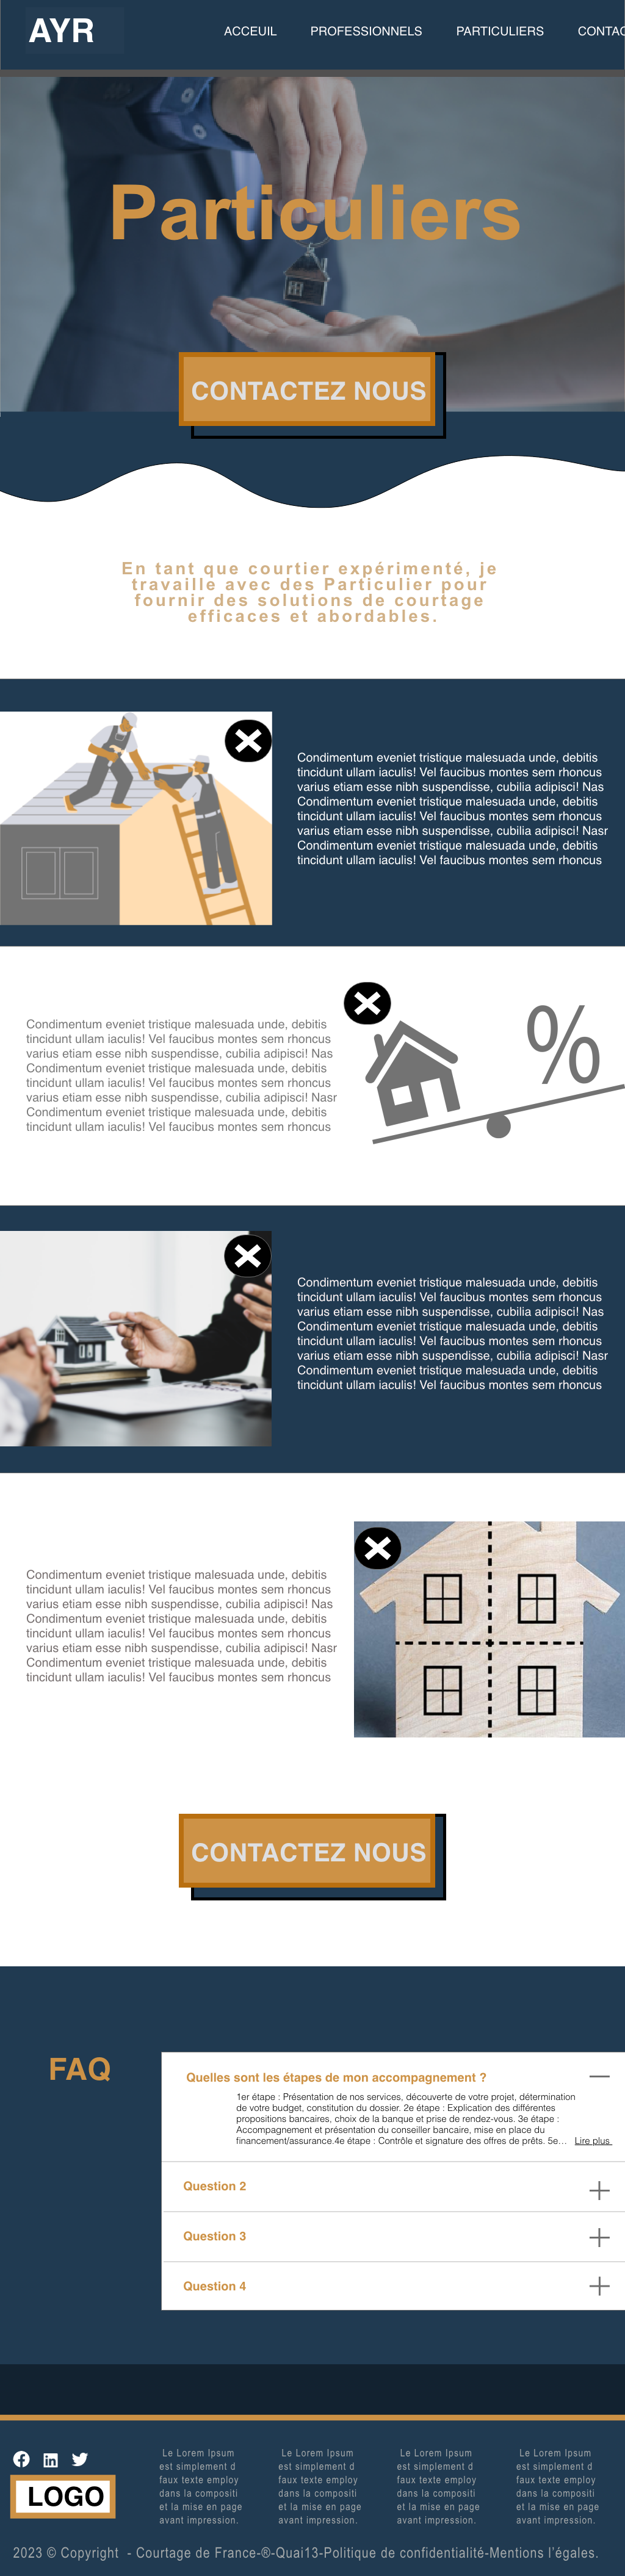 AYR
ACCEUIL PROFESSIONNELS PARTICULIERS CONTAC
Particuliers
CONTACTEZ NOUS
En tant que courtier expérimenté, je
travaille avec des Particulier pour
fournir des solutions de courtage
efficaces et abordables.
Condimentum eveniet tristique malesuada unde, debitis
tincidunt ullam iaculis! Vel faucibus montes sem rhoncus
varius etiam esse nibh suspendisse, cubilia adipisci! Nas
Condimentum eveniet tristique malesuada unde, debitis
tincidunt ullam iaculis! Vel faucibus montes sem rhoncus
varius etiam esse nibh suspendisse, cubilia adipisci! Nasr
Condimentum eveniet tristique malesuada unde, debitis
tincidunt ullam iaculis! Vel faucibus montes sem rhoncus
Condimentum eveniet tristique malesuada unde, debitis
tincidunt ullam iaculis! Vel faucibus montes sem rhoncus
varius etiam esse nibh suspendisse, cubilia adipisci! Nas
Condimentum eveniet tristique malesuada unde, debitis
tincidunt ullam iaculis! Vel faucibus montes sem rhoncus
varius etiam esse nibh suspendisse, cubilia adipisci! Nasr
Condimentum eveniet tristique malesuada unde, debitis
tincidunt ullam iaculis! Vel faucibus montes sem rhoncus
%
Condimentum eveniet tristique malesuada unde, debitis
tincidunt ullam iaculis! Vel faucibus montes sem rhoncus
varius etiam esse nibh suspendisse, cubilia adipisci! Nas
Condimentum eveniet tristique malesuada unde, debitis
tincidunt ullam iaculis! Vel faucibus montes sem rhoncus
varius etiam esse nibh suspendisse, cubilia adipisci! Nasr
Condimentum eveniet tristique malesuada unde, debitis
tincidunt ullam iaculis! Vel faucibus montes sem rhoncus
Condimentum eveniet tristique malesuada unde, debitis
tincidunt ullam iaculis! Vel faucibus montes sem rhoncus
varius etiam esse nibh suspendisse, cubilia adipisci! Nas
Condimentum eveniet tristique malesuada unde, debitis
tincidunt ullam iaculis! Vel faucibus montes sem rhoncus
varius etiam esse nibh suspendisse, cubilia adipisci! Nasr
Condimentum eveniet tristique malesuada unde, debitis
tincidunt ullam iaculis! Vel faucibus montes sem rhoncus
CONTACTEZ NOUS
FAQ
Quelles sont les étapes de mon accompagnement ?
1er étape : Présentation de nos services, découverte de votre projet, détermination
de votre budget, constitution du dossier. 2e étape : Explication des différentes
propositions bancaires, choix de la banque et prise de rendez-vous. 3e étape :
Accompagnement et présentation du conseiller bancaire, mise en place du
financement/assurance.4e étape : Contrôle et signature des offres de prêts. 5e… Lire plus
Question 2
Question 3
Question 4
LOGO
Le Lorem Ipsum
est simplement d
faux texte employ
dans la compositi
et la mise en page
avant impression.
Le Lorem Ipsum
est simplement d
faux texte employ
dans la compositi
et la mise en page
avant impression.
Le Lorem Ipsum
est simplement d
faux texte employ
dans la compositi
et la mise en page
avant impression.
Le Lorem Ipsum
est simplement d
faux texte employ
dans la compositi
et la mise en page
avant impression.
2023 © Copyright - Courtage de France-®-Quai13-Politique de confidentialité-Mentions l'égales.